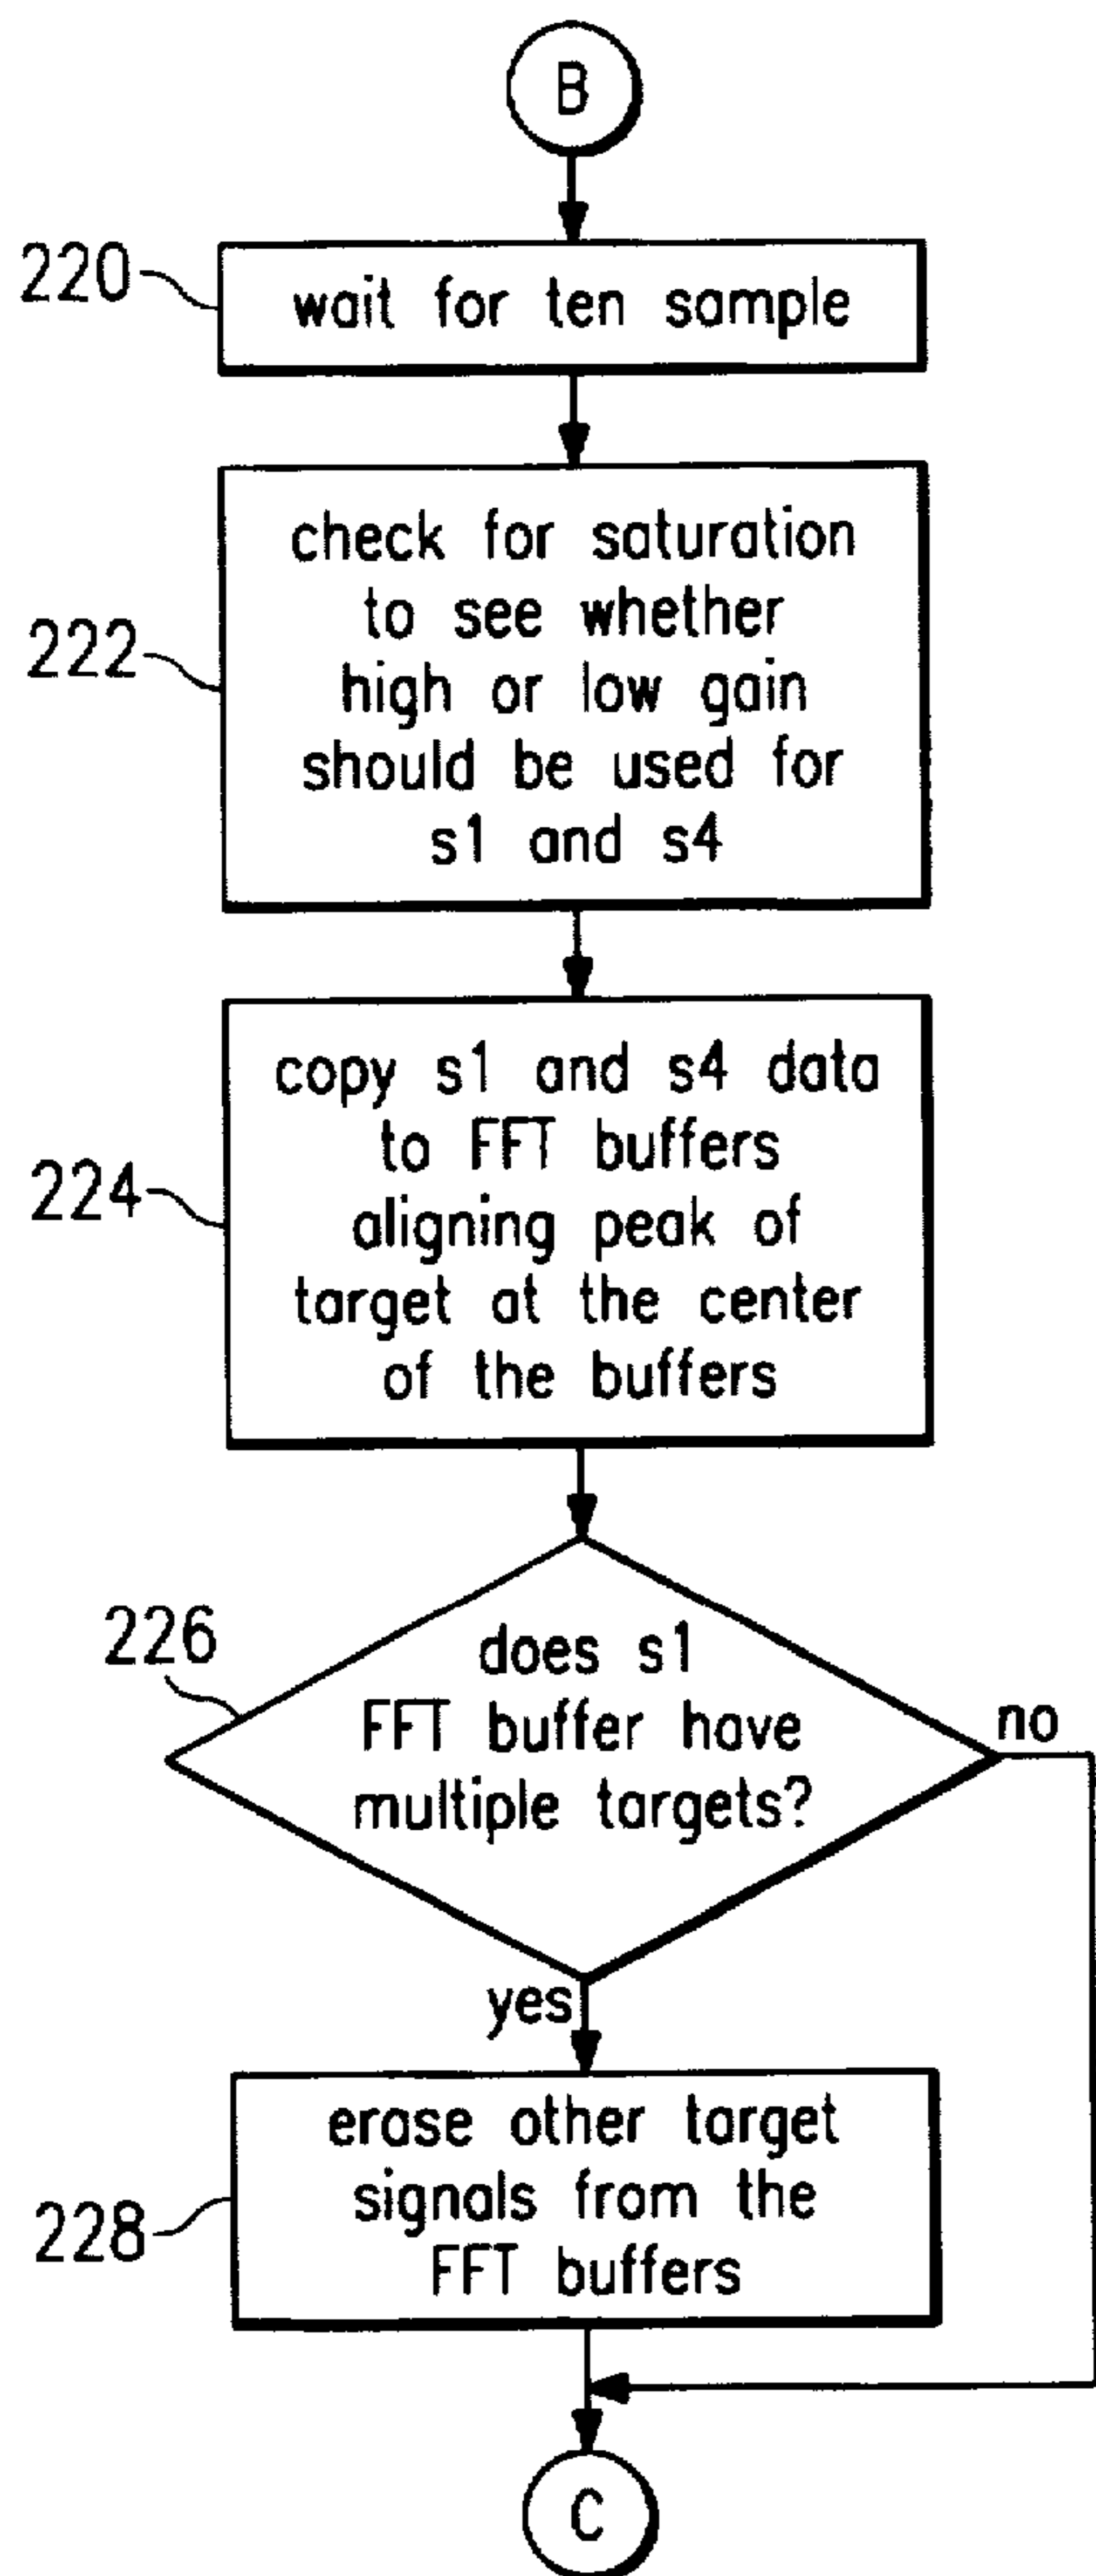 B
220
wait for ten sample
222
check for saturation
to see whether
high or low gain
should be used for
s1 and s4
224
copy s1 and s4 data
to FFT buffers
aligning peak of
target at the center
of the buffers
226
does s1
FFT buffer have
multiple targets?
no
yes
228
erase other target
signals from the
FFT buffers
C